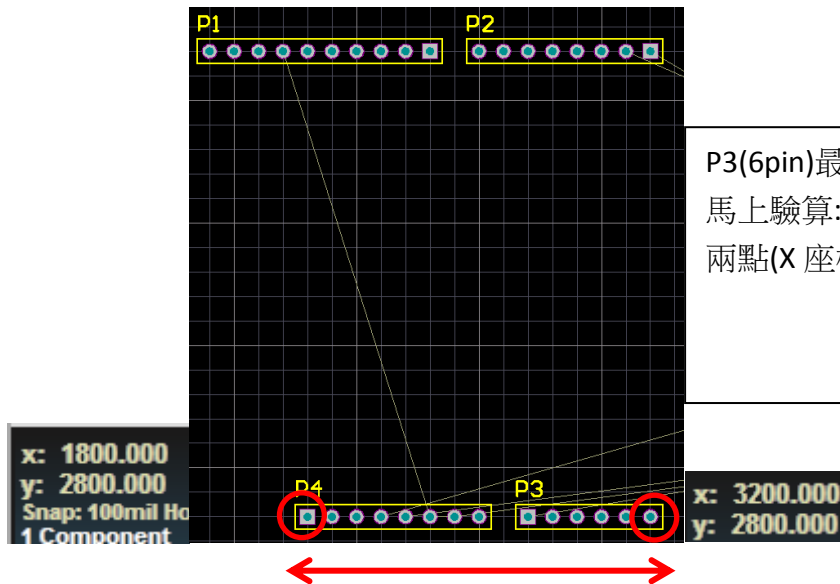 P1
P2
P3(6pin)最
馬上驗算:
兩點(X 座
x: 1800.000
y: 2800.000
Snap: 100mil Ho
1 Component
P4
P3
x: 3200.000
y: 2800.000